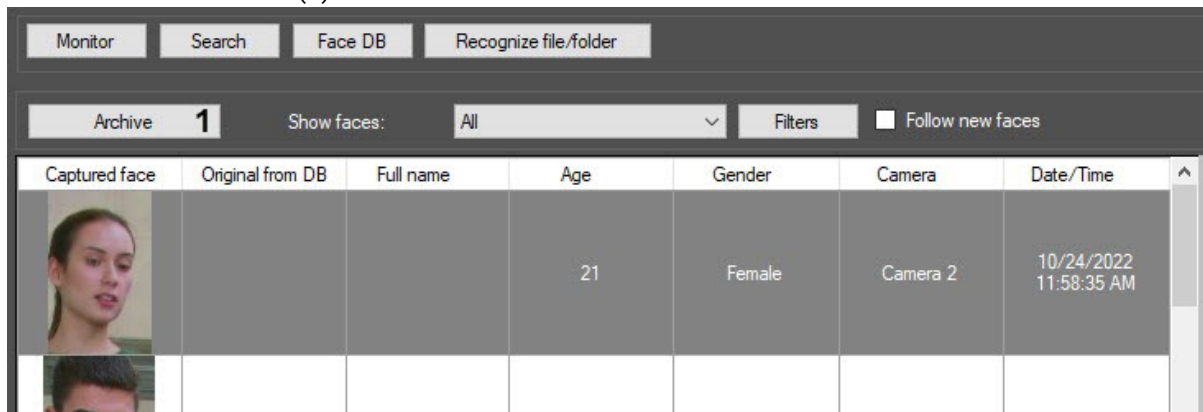 Monitor Search Face DB Recognize file/folder
Archive 1 Show faces: All Filters Follow new faces
Captured face Original from DB Full name Age Gender Camera Date/Time
21 Female Camera 2 10/24/2022
11:58:35 AM